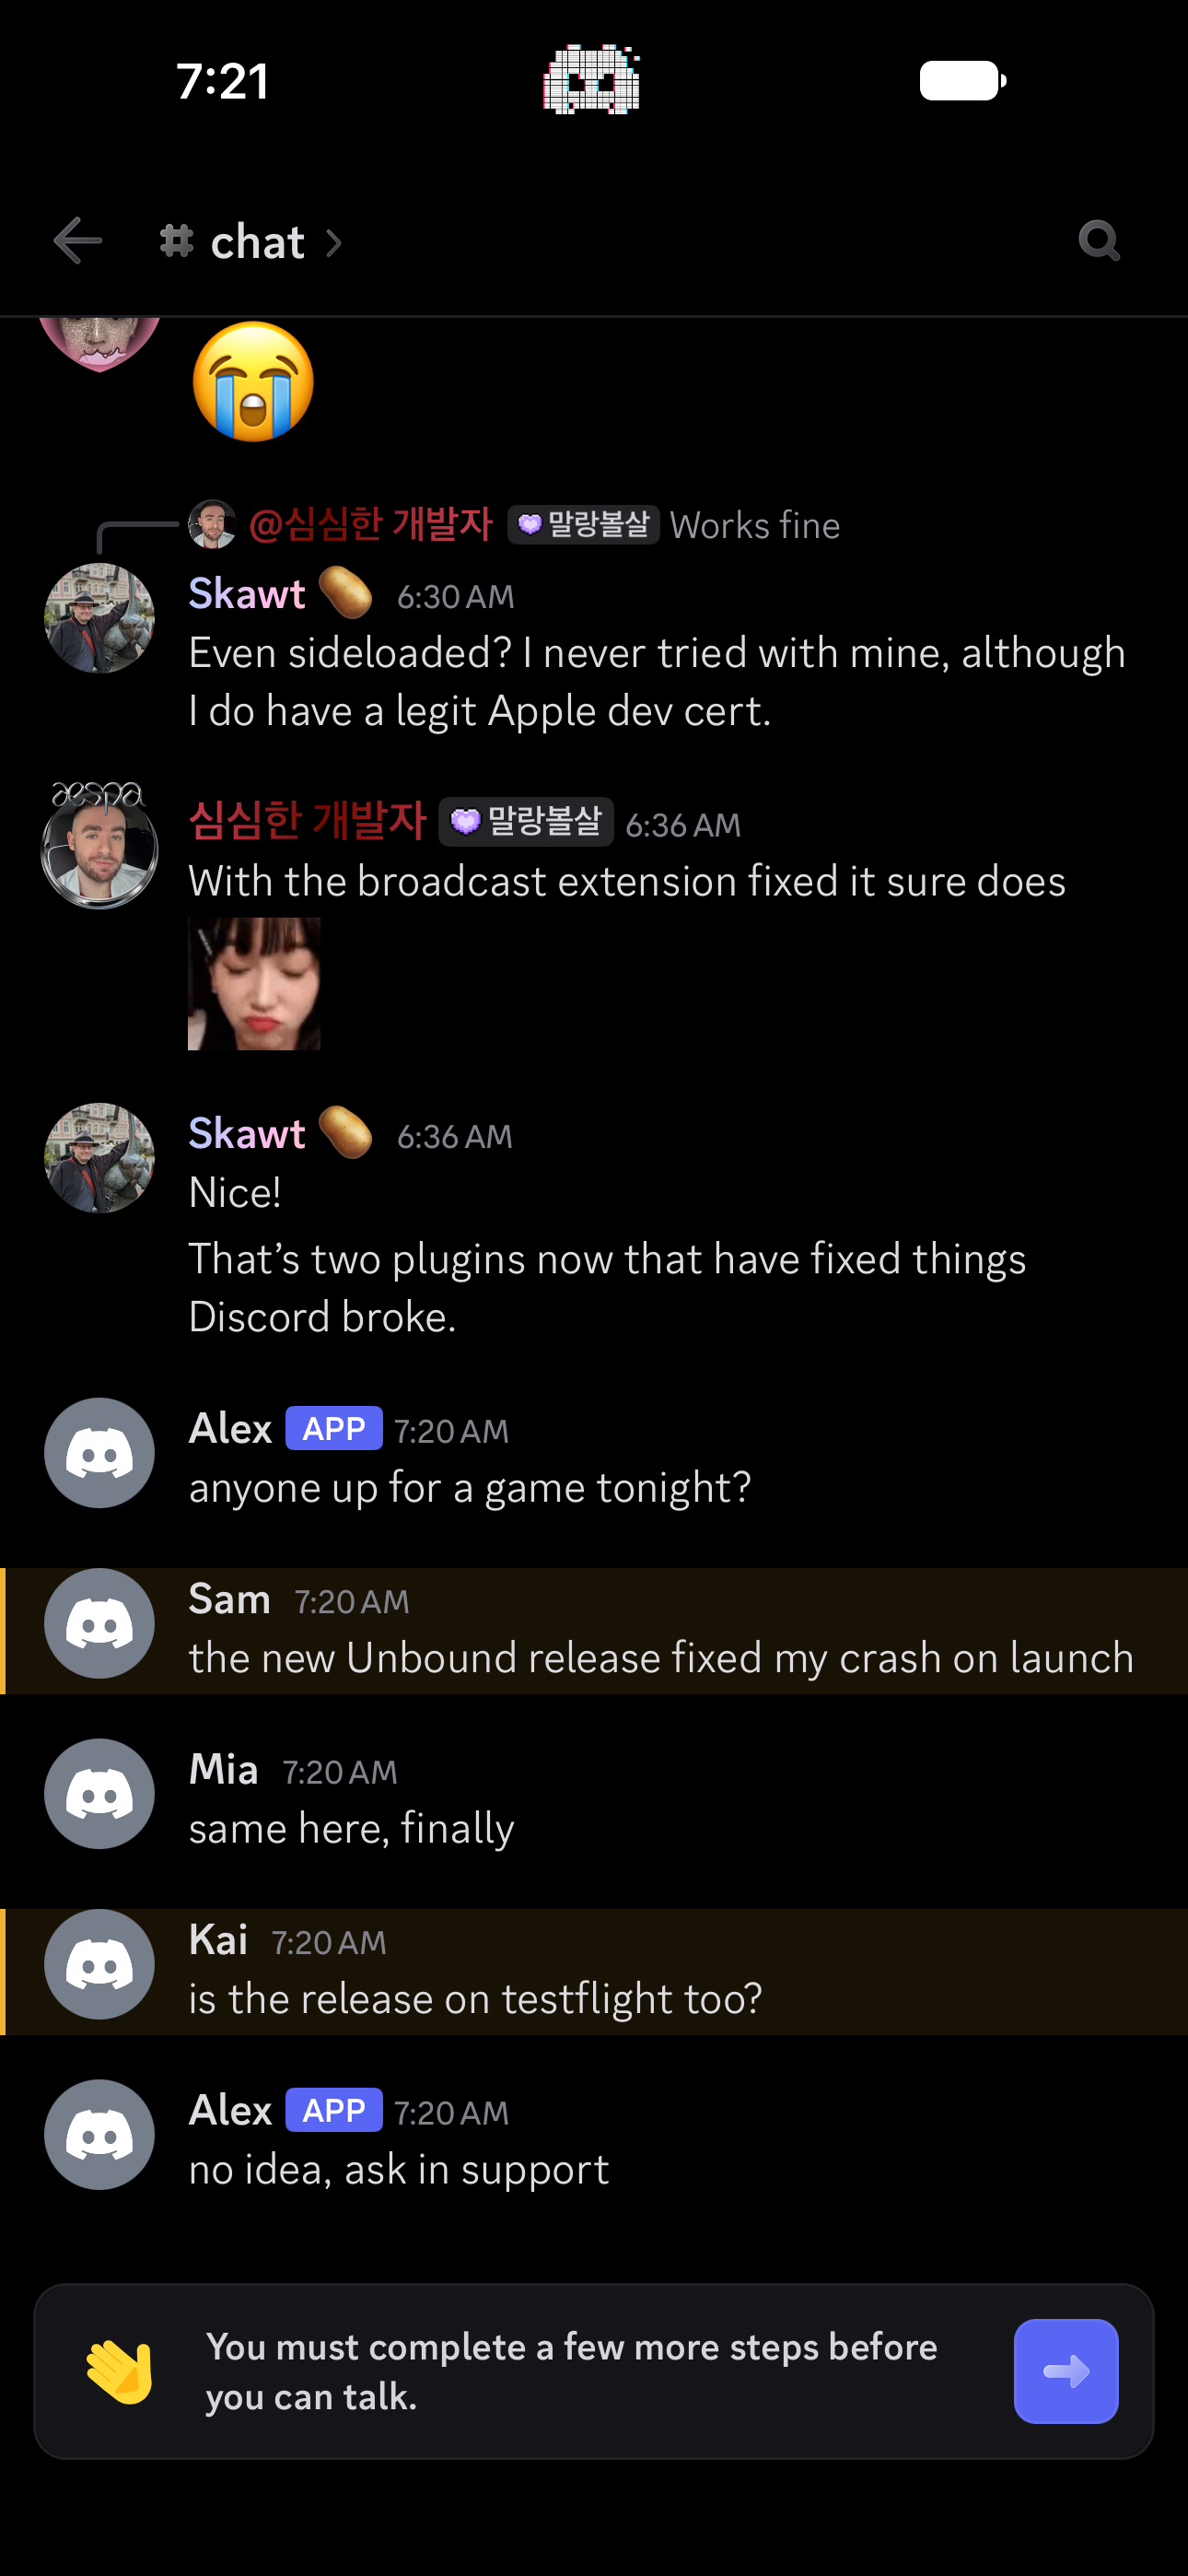 7:21
chat
@심심한 개발자 말랑볼살 Works fine
Skawt 6:30 AM
Even sideloaded? I never tried with mine, although
I do have a legit Apple dev cert.
aespa
심심한 개발자 말랑볼살 6:36 AM
With the broadcast extension fixed it sure does
Skawt 6:36 AM
Nice!
That’s two plugins now that have fixed things
Discord broke.
Alex APP 7:20 AM
anyone up for a game tonight?
Sam 7:20 AM
the new Unbound release fixed my crash on launch
Mia 7:20 AM
same here, finally
Kai 7:20 AM
is the release on testflight too?
Alex APP 7:20 AM
no idea, ask in support
You must complete a few more steps before
you can talk.